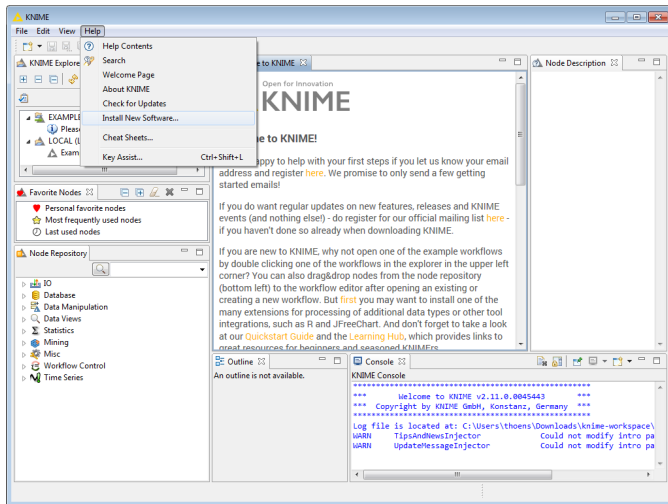 KNIME
File Edit View Help
Help Contents
Search
Welcome Page
About KNIME
Check for Updates
Install New Software...
Cheat Sheets...
Key Assist... Ctrl+Shift+L
KNIME Explore
EXAMPLE
Pleas
LOCAL (L
Exam
Favorite Nodes
Personal favorite nodes
Most frequently used nodes
Last used nodes
Node Repository
IO
Database
Data Manipulation
Data Views
Statistics
Mining
Misc
Workflow Control
Time Series
e to KNIME
Open for Innovation
KNIME
me to KNIME!
appy to help with your first steps if you let us know your email
address and register here. We promise to only send a few getting
started emails!
If you do want regular updates on new features, releases and KNIME
events (and nothing else!) - do register for our official mailing list here -
if you haven't done so already when downloading KNIME.
If you are new to KNIME, why not open one of the example workflows
by double clicking one of the workflows in the explorer in the upper left
corner? You can also drag&drop nodes from the node repository
(bottom left) to the workflow editor after opening an existing or
creating a new workflow. But first you may want to install one of the
many extensions for processing of additional data types or other tool
integrations, such as R and JFreeChart. And don't forget to take a look
at our Quickstart Guide and the Learning Hub, which provides links to
great resources for beginners and seasoned KNIMErs.
Node Description
Outline
An outline is not available.
Console
KNIME Console
*** Welcome to KNIME v2.11.0.0045443 ***
*** Copyright by KNIME GmbH, Konstanz, Germany ***
Log file is located at: C:\Users\thoens\Downloads\knime-workspace\
WARN TipsAndNewsInjector Could not modify intro pa
WARN UpdateMessageInjector Could not modify intro pa